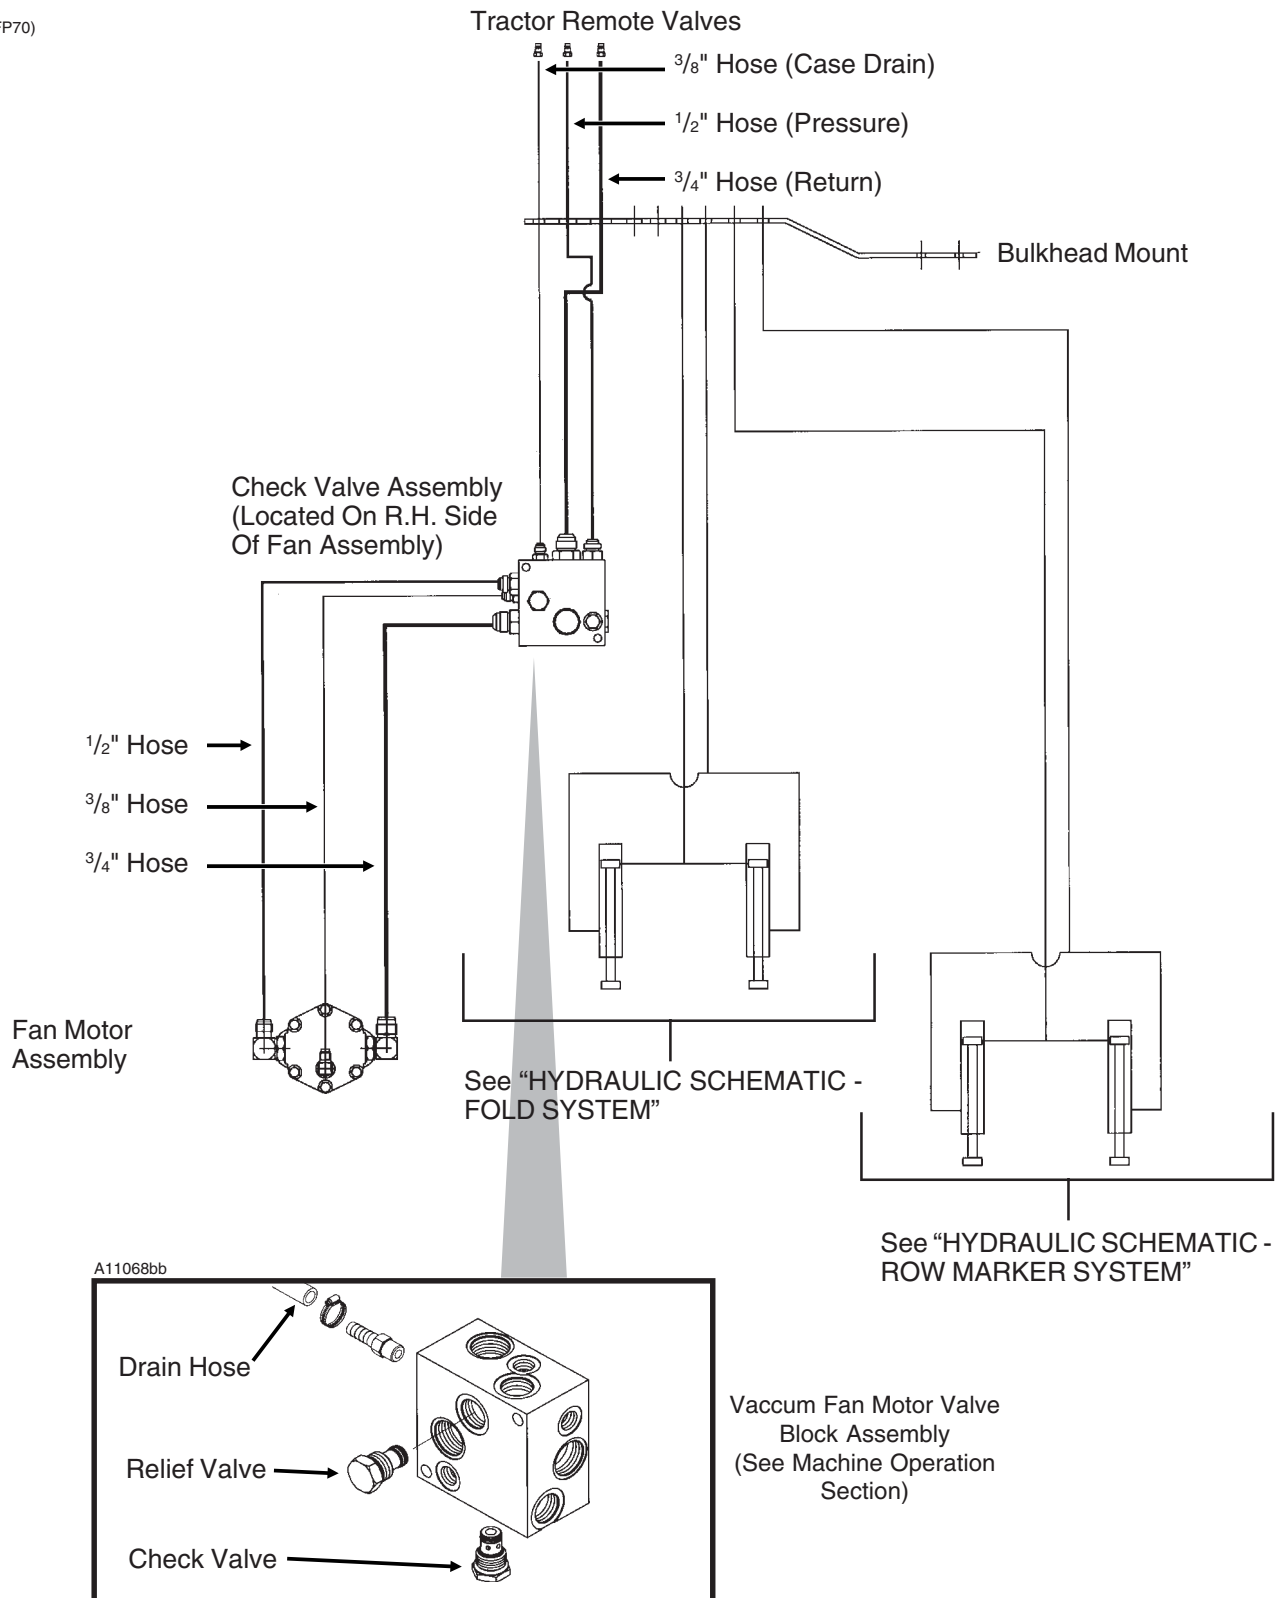 FP70)
Tractor Remote Valves
3/8" Hose (Case Drain)
1/2" Hose (Pressure)
3/4" Hose (Return)
Bulkhead Mount
Check Valve Assembly
(Located On R.H. Side
Of Fan Assembly)
1/2" Hose
3/8" Hose
3/4" Hose
Fan Motor
Assembly
See “HYDRAULIC SCHEMATIC -
FOLD SYSTEM”
See “HYDRAULIC SCHEMATIC -
ROW MARKER SYSTEM”
A11068bb
Drain Hose
Relief Valve
Check Valve
Vaccum Fan Motor Valve
Block Assembly
(See Machine Operation
Section)